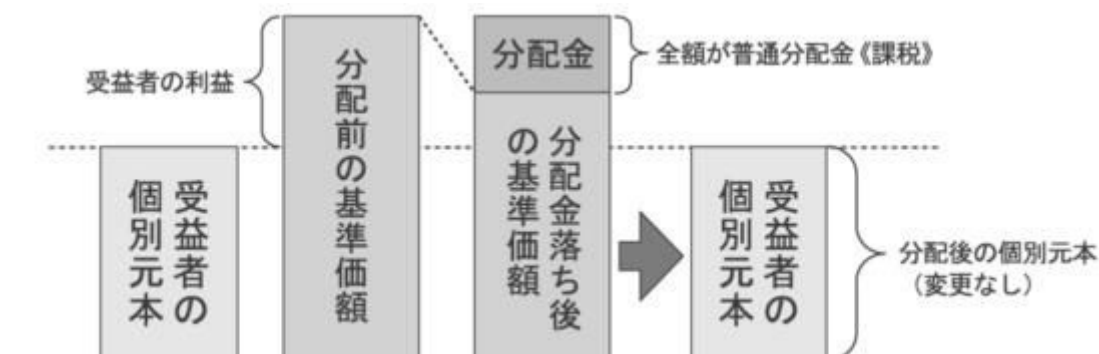 受益者の利益
受益者の
個別元本
分配前の基準価額
分配金
分配金落ち後
の基準価額
全額が普通分配金《課税》
受益者の
個別元本
分配後の個別元本
（変更なし）